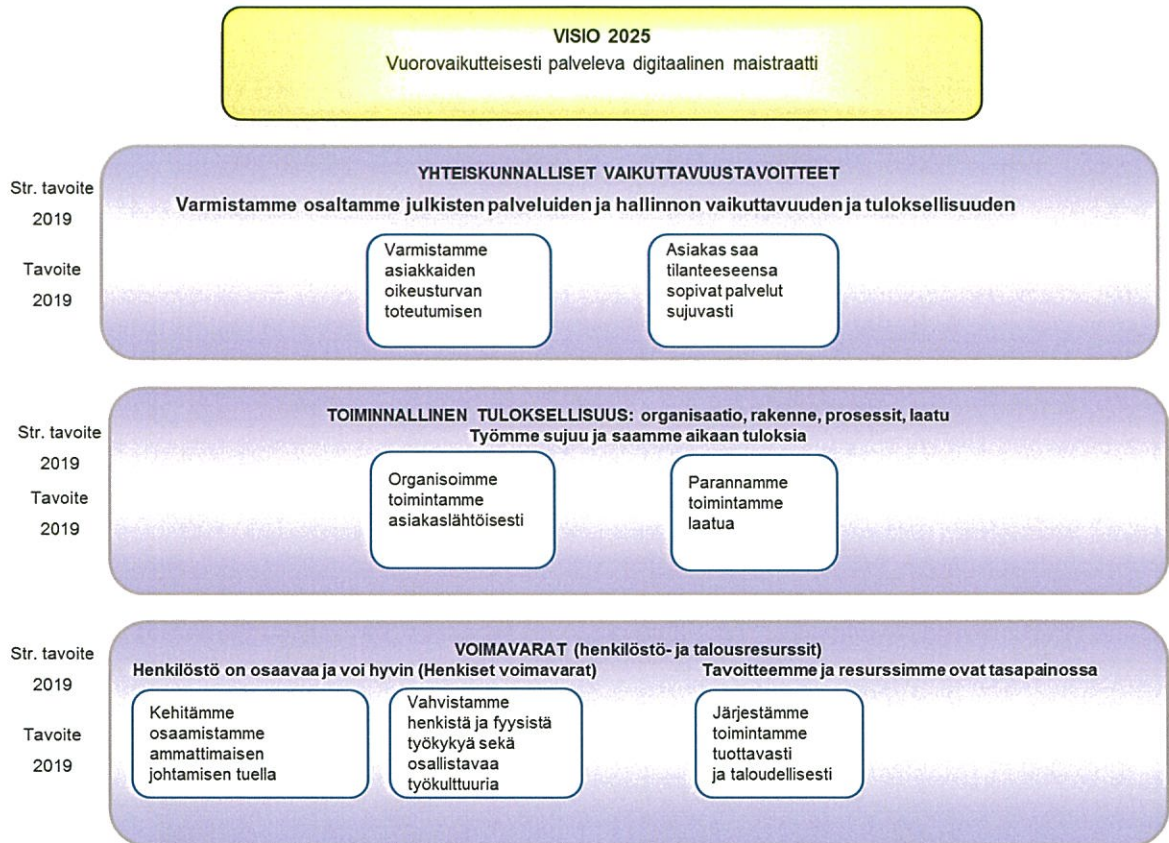 VISIO 2025
Vuorovaikutteisesti palveleva digitaalinen maistraatti
Str. tavoite
2019
YHTEISKUNNALLISET VAIKUTTAVUUSTAVOITTEET
Varmistamme osaltamme julkisten palveluiden ja hallinnon vaikuttavuuden ja tuloksellisuuden
Tavoite
2019
Varmistamme
asiakkaiden
oikeusturvan
toteutumisen
Asiakas saa
tilanteeseensa
sopivat palvelut
sujuvasti
Str. tavoite
2019
TOIMINNALLINEN TULOKSELLISUUS: organisaatio, rakenne, prosessit, laatu
Työmme sujuu ja saamme aikaan tuloksia
Tavoite
2019
Organisoimme
toimintamme
asiakaslähtöisesti
Parannamme
toimintamme
laatua
Str. tavoite
2019
VOIMAVARAT (henkilöstö- ja talousresurssit)
Henkilöstö on osaavaa ja voi hyvin (Henkiset voimavarat)
Tavoitteemme ja resurssimme ovat tasapainossa
Tavoite
2019
Kehitämme
osaamistamme
ammattimaisen
johtamisen tuella
Vahvistamme
henkistä ja fyysistä
työkykyä sekä
osallistavaa
työkulttuuria
Järjestämme
toimintamme
tuottavasti
ja taloudellisesti